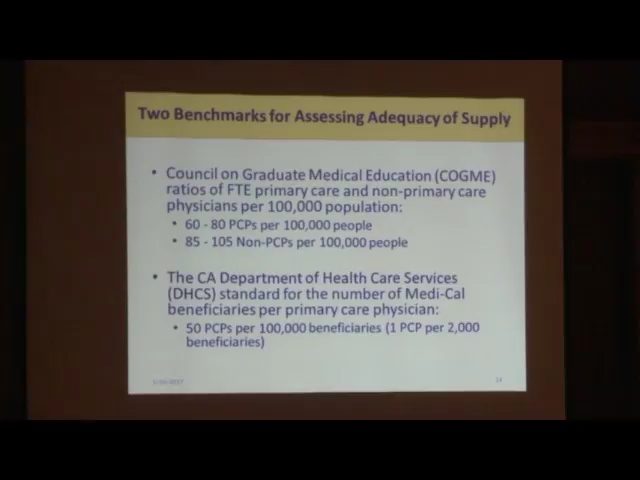 Two Benchmarks for Assessing Adequacy of Supply
• Council on Graduate Medical Education (COGME)
ratios of FTE primary care and non-primary care
physicians per 100,000 population:
• 60 - 80 PCPs per 100,000 people
• 85 - 105 Non-PCPs per 100,000 people
• The CA Department of Health Care Services
(DHCS) standard for the number of Medi-Cal
beneficiaries per primary care physician:
• 50 PCPs per 100,000 beneficiaries (1 PCP per 2,000
beneficiaries)